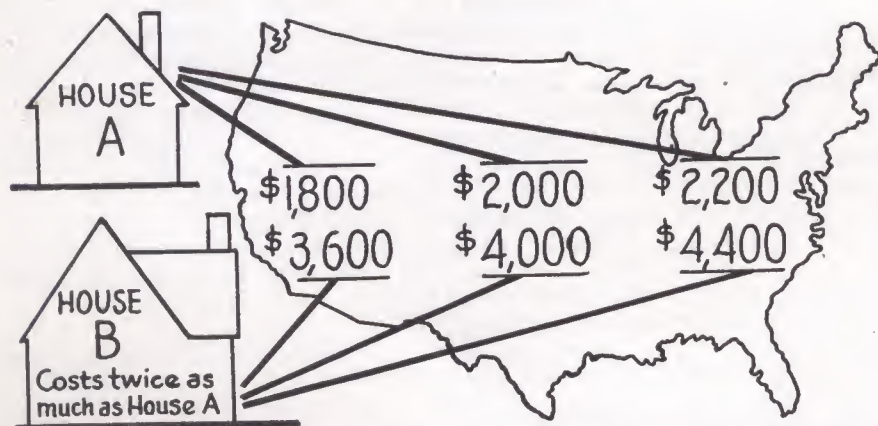 HOUSE
A
$1,800 $2,000 $2,200
$3,600 $4,000 $4,400
HOUSE
B
Costs twice as
much as House A